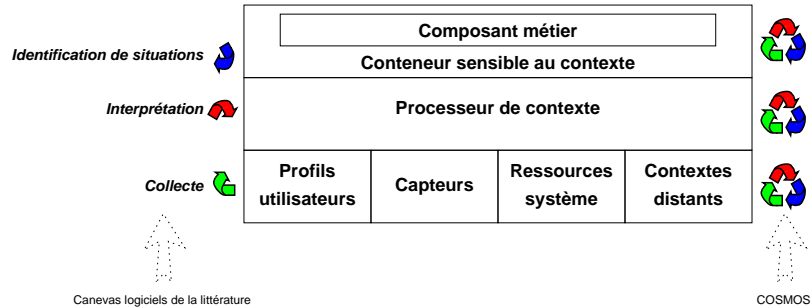 Composant métier
Identification de situations
Conteneur sensible au contexte
Interprétation
Processeur de contexte
Collecte
Profils
utilisateurs
Capteurs
Ressources
système
Contextes
distants
Canevas logiciels de la littérature
COSMOS